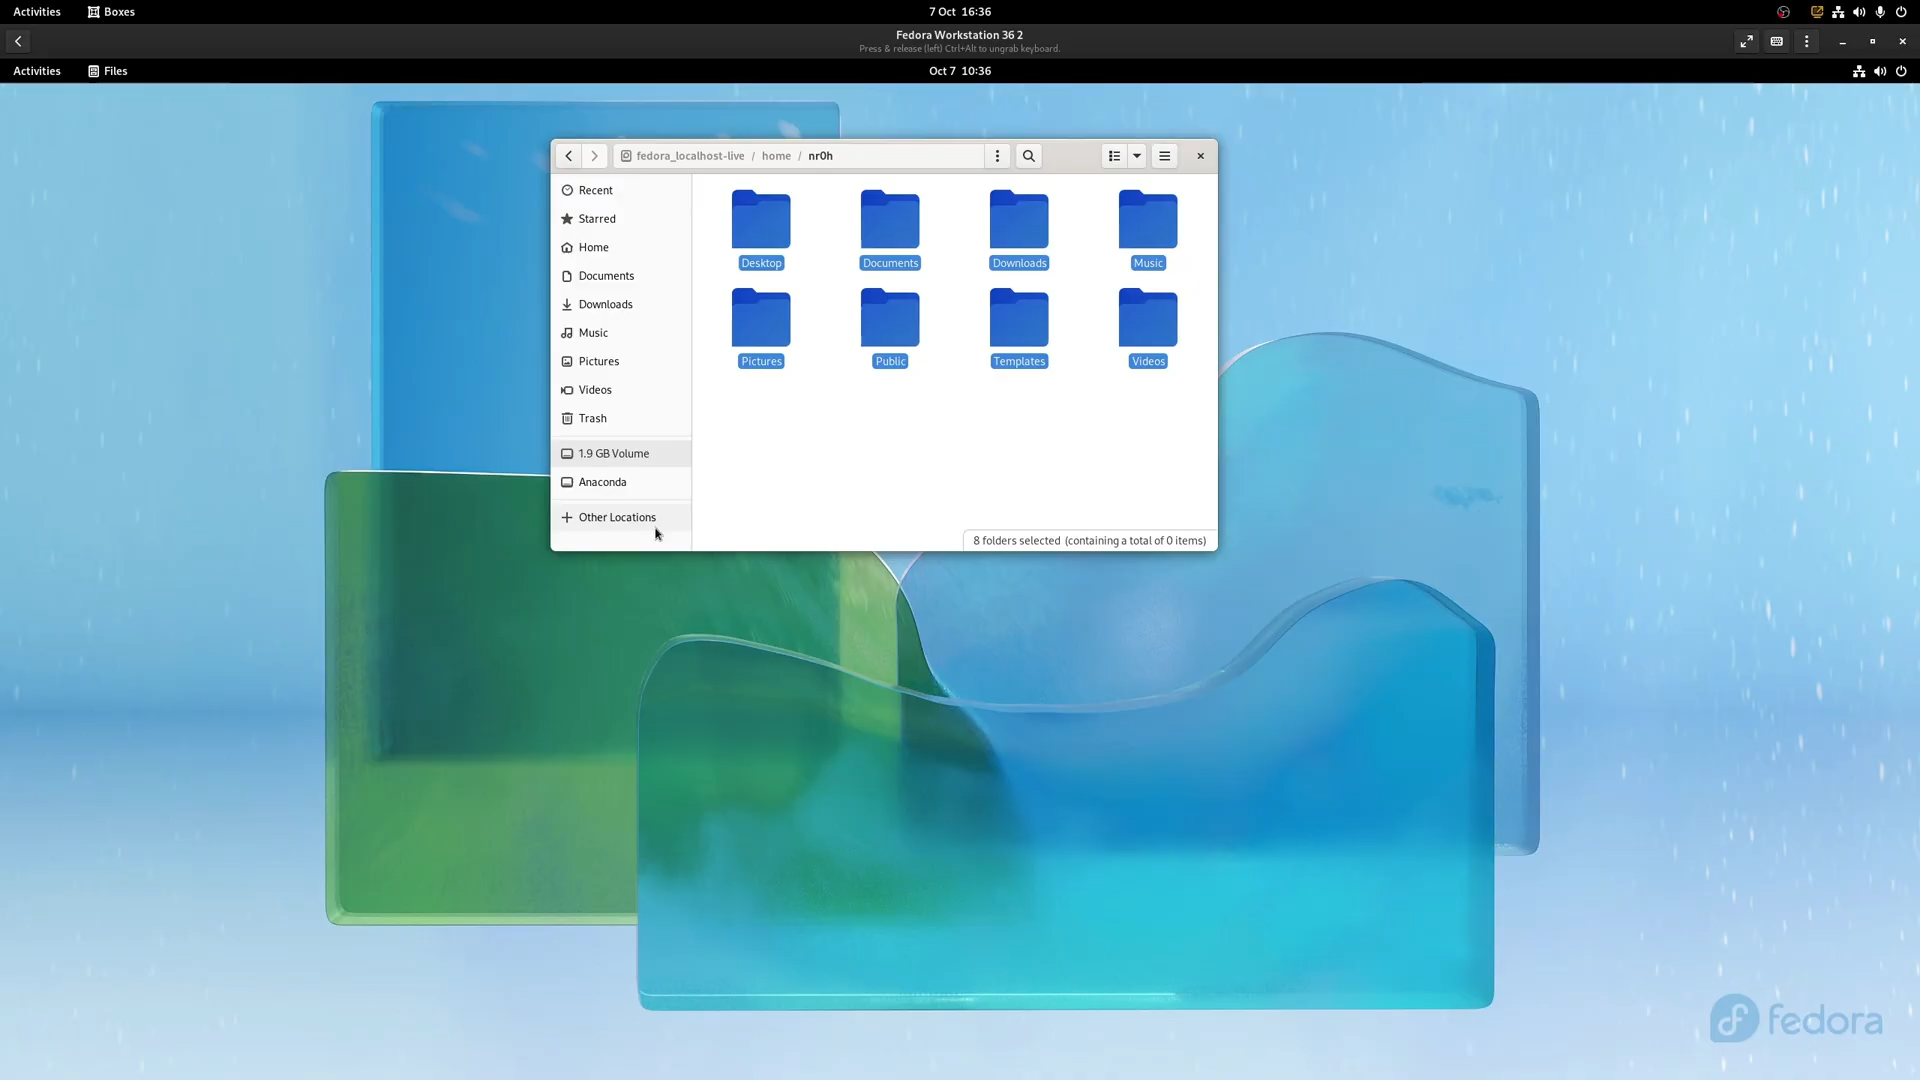 Activities Boxes 7 Oct 16:36
Fedora Workstation 36 2
Press & release (left) Ctrl+Alt to ungrab keyboard.
Activities Files Oct 7 10:36
fedora_localhost-live / home / nr0h
Recent
Starred
Home
Documents
Downloads
Music
Pictures
Videos
Trash
1.9 GB Volume
Anaconda
Other Locations
Desktop Documents Downloads Music
Pictures Public Templates Videos
8 folders selected (containing a total of 0 items)
fedora